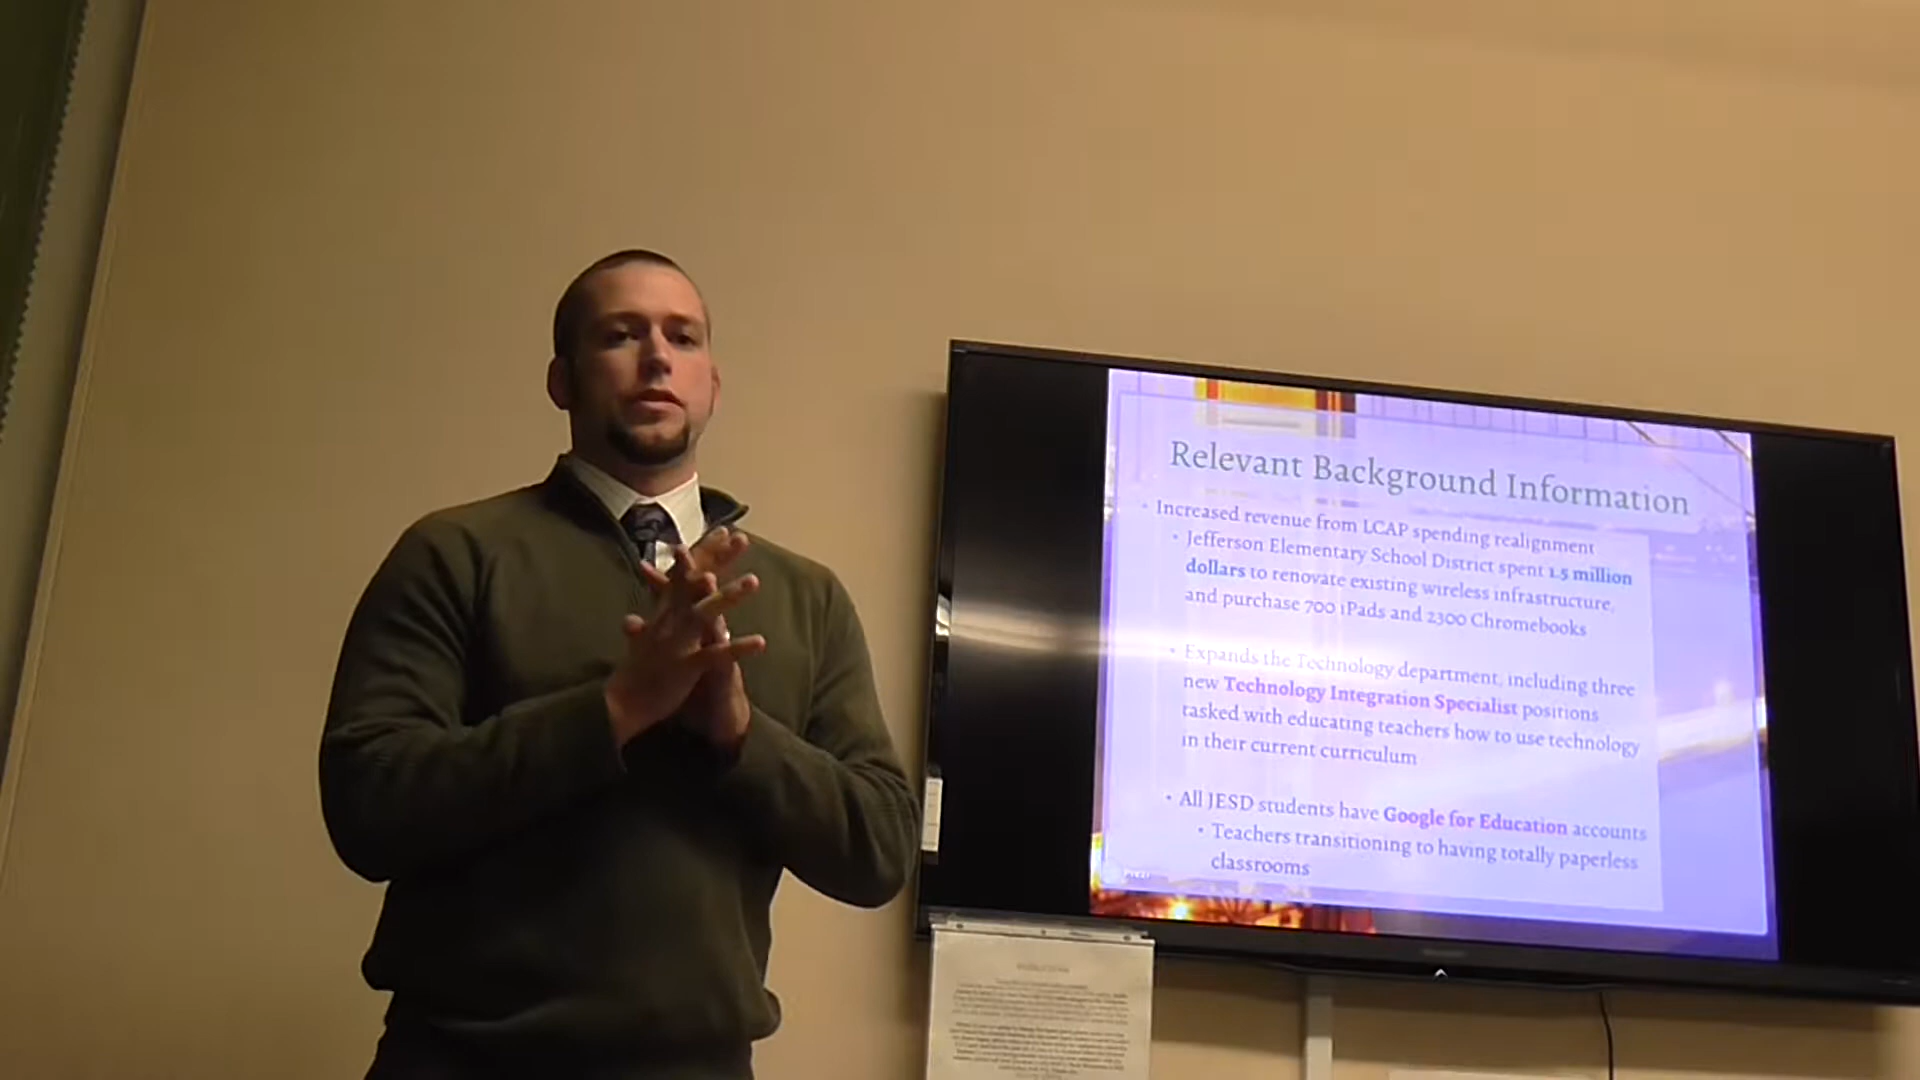 Relevant Background Information
• Increased revenue from LCAP spending realignment
• Jefferson Elementary School District spent 1.5 million
dollars to renovate existing wireless infrastructure,
and purchase 700 iPads and 2300 Chromebooks
• Expands the Technology department, including three
new Technology Integration Specialist positions
tasked with educating teachers how to use technology
in their current curriculum
• All JESD students have Google for Education accounts
• Teachers transitioning to having totally paperless
classrooms
Prezi